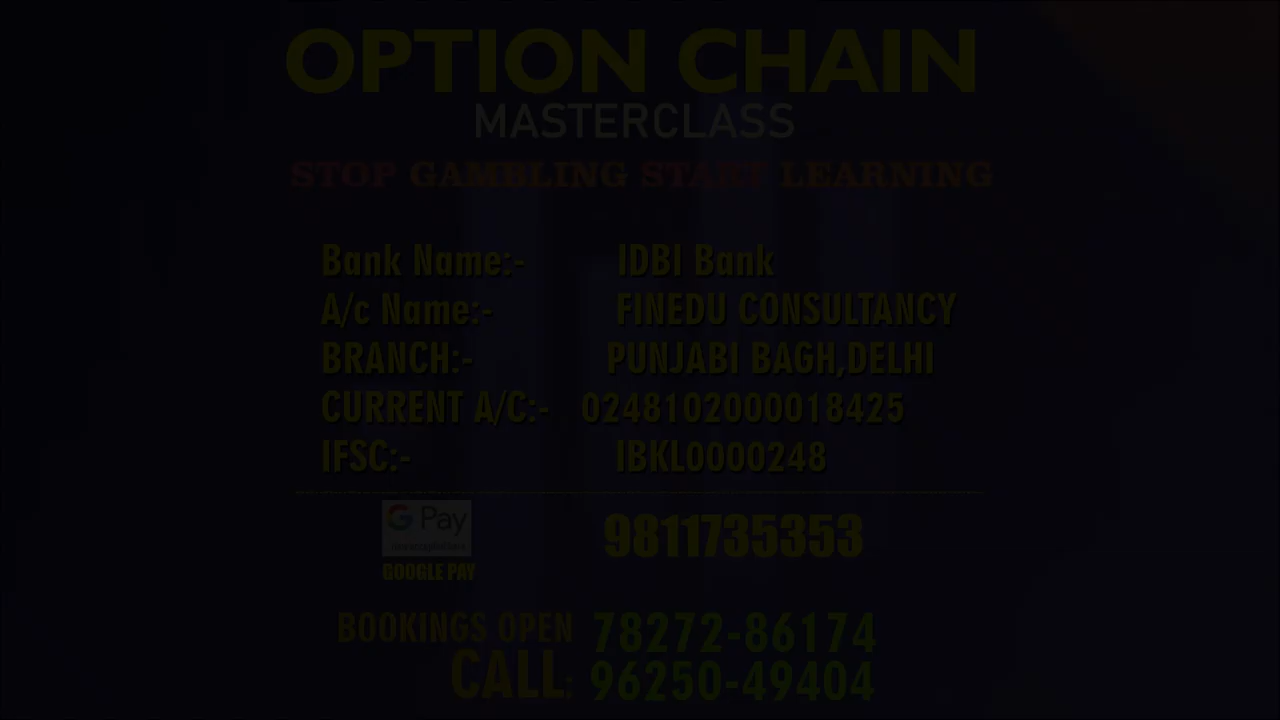 OPTION CHAIN
MASTERCLASS
STOP GAMBLING START LEARNING
Bank Name:- IDBI Bank
A/c Name:- FINEDU CONSULTANCY
BRANCH:- PUNJABI BAGH,DELHI
CURRENT A/C:- 0248102000018425
IFSC:- IBKL0000248
G Pay
GOOGLE PAY
9811735353
BOOKINGS OPEN 78272-86174
CALL: 96250-49404